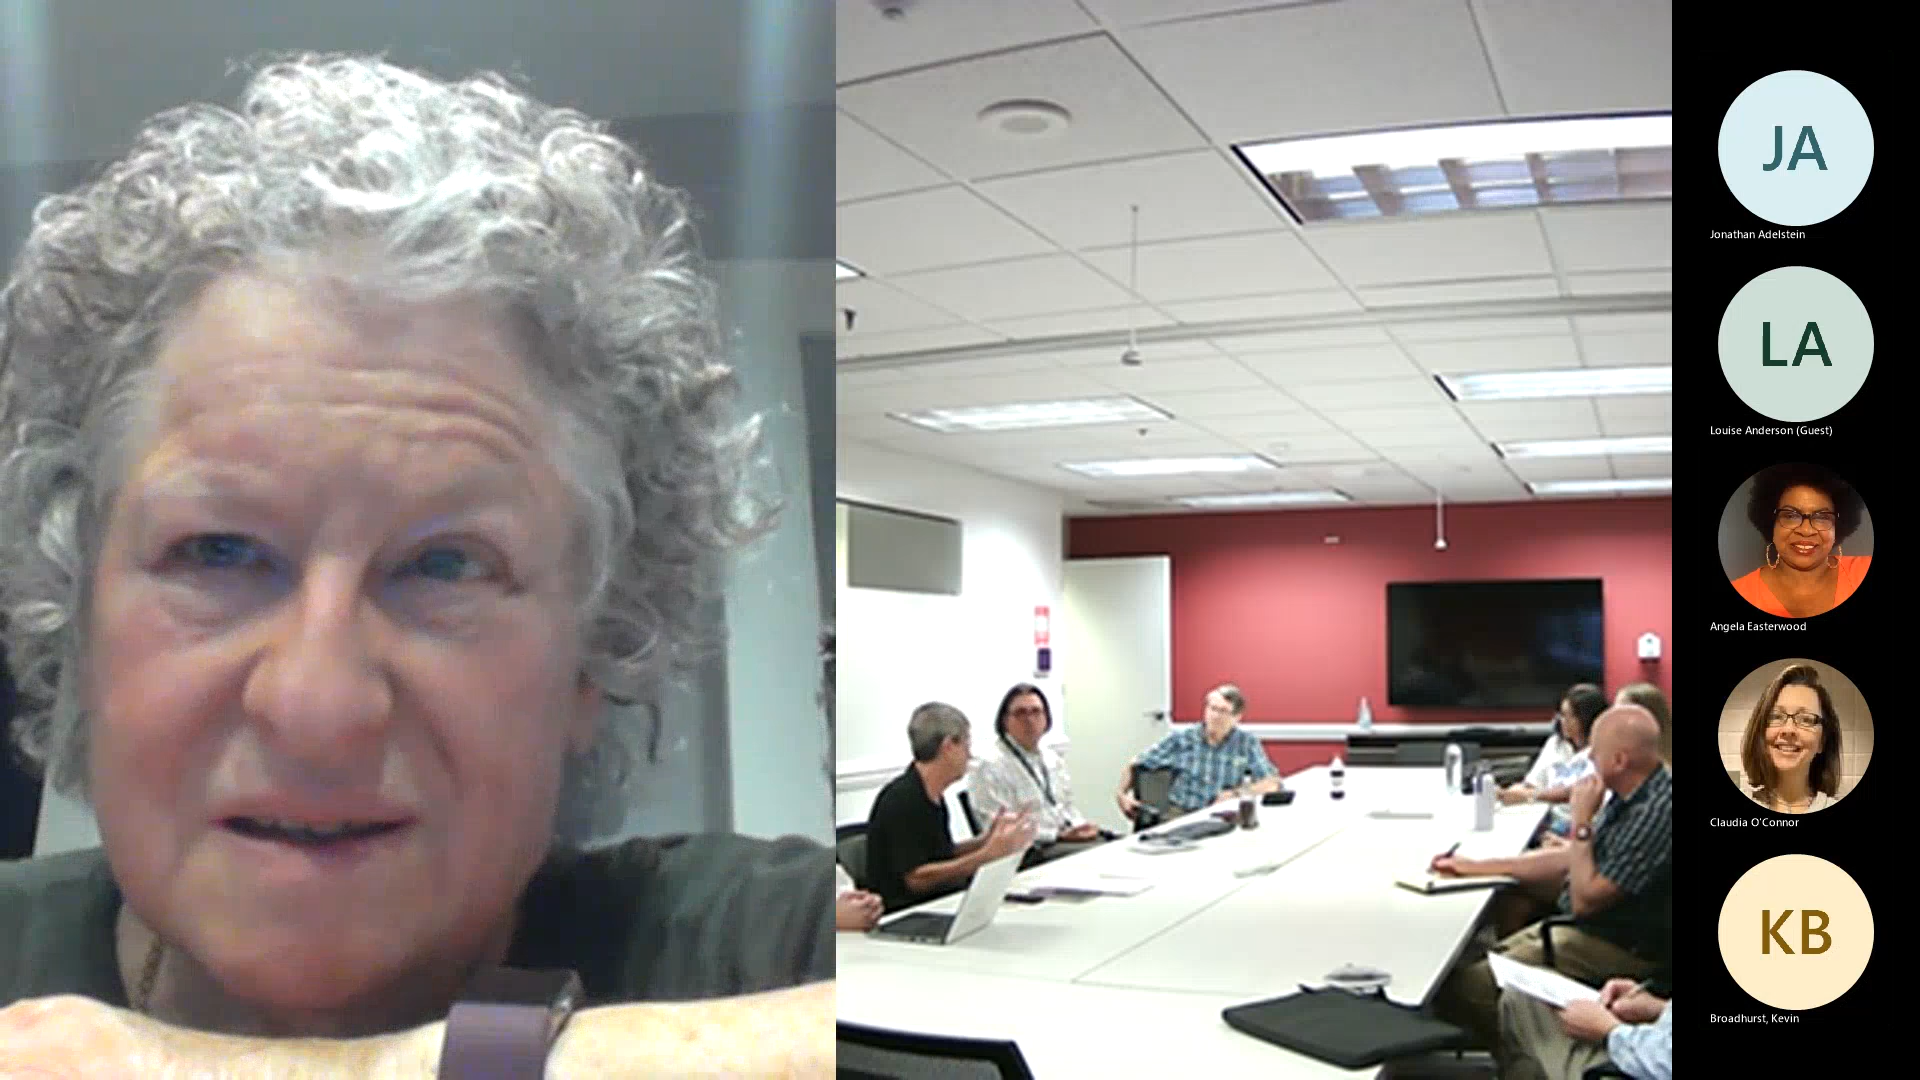 JA
Jonathan Adelstein
LA
Louise Anderson (Guest)
Angela Easterwood
Claudia O'Connor
KB
Broadhurst, Kevin